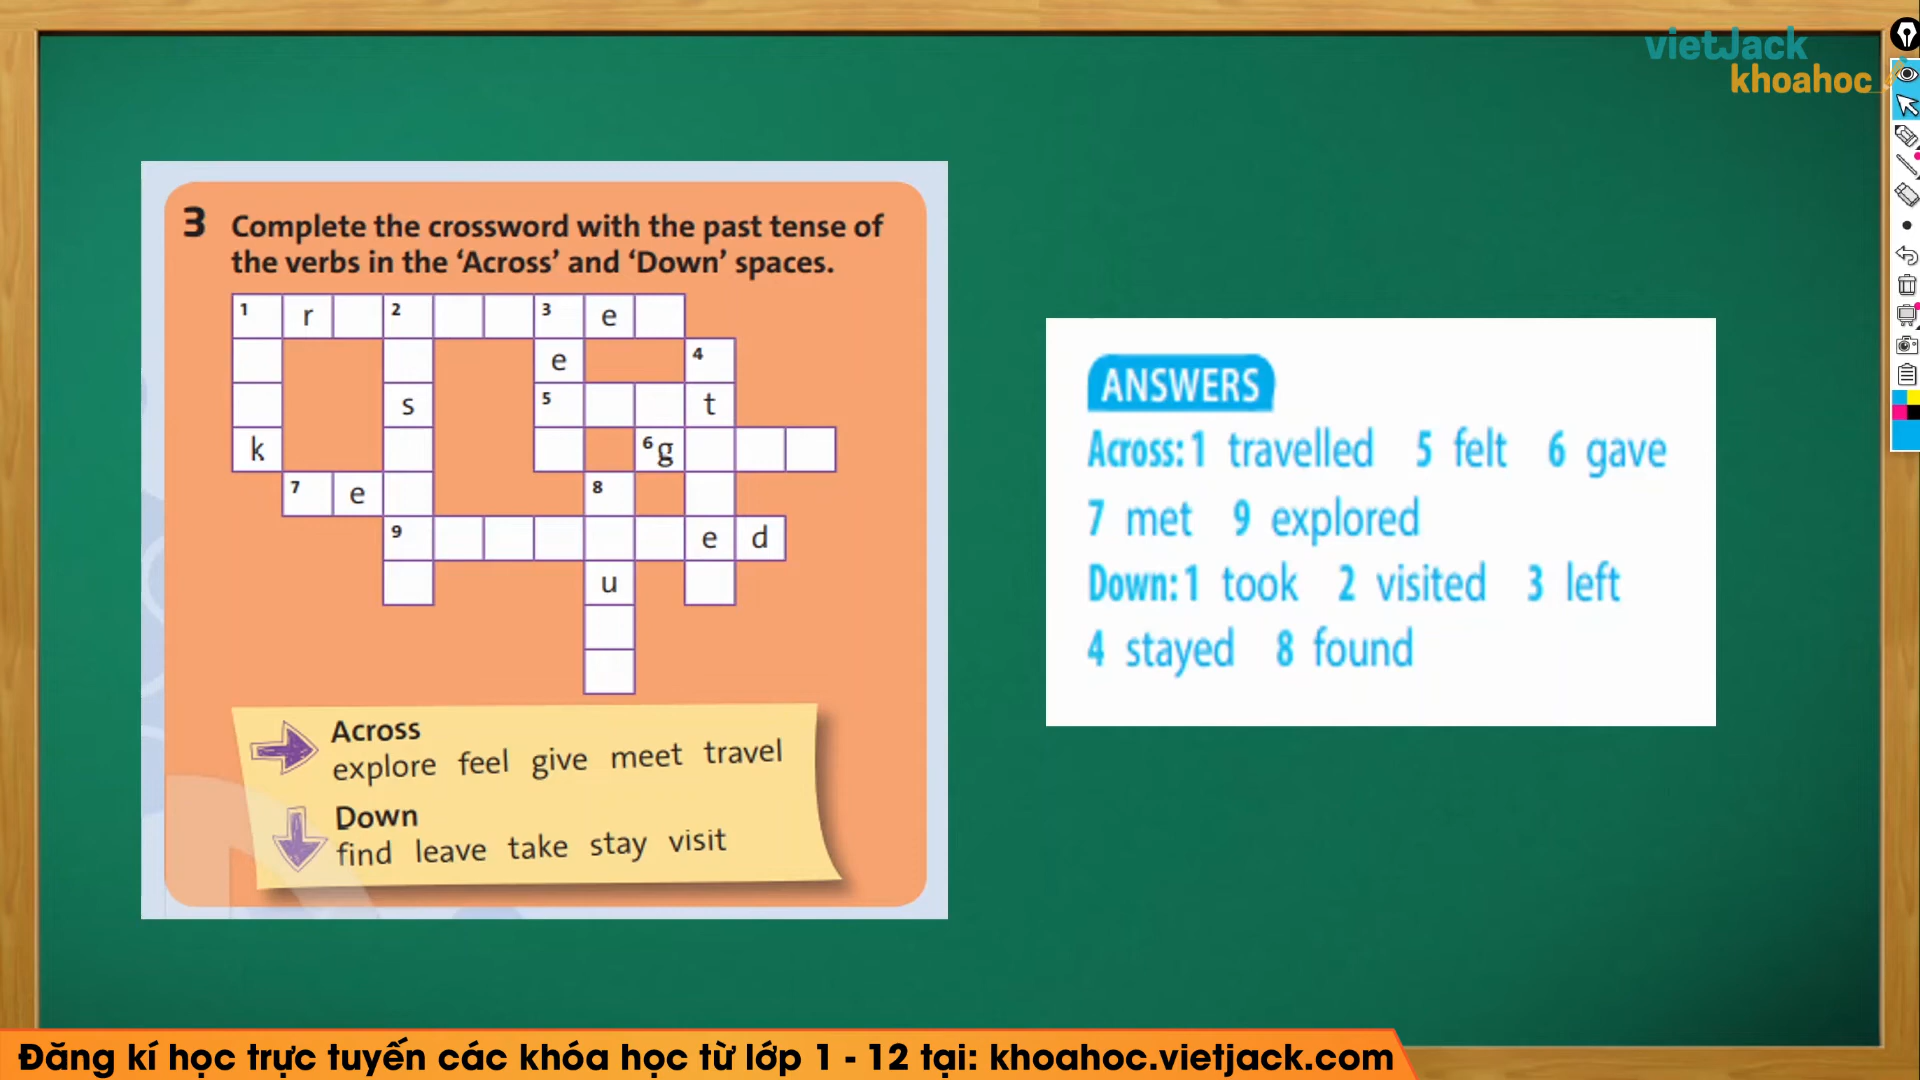 vietJack
khoahoc
3 Complete the crossword with the past tense of
the verbs in the ‘Across’ and ‘Down’ spaces.
1 r 2 3 e
e 4
s 5 t
k 6 g
7 e 8
9 e d
u
Across
explore feel give meet travel
Down
find leave take stay visit
ANSWERS
Across: 1 travelled 5 felt 6 gave
7 met 9 explored
Down: 1 took 2 visited 3 left
4 stayed 8 found
Đăng kí học trực tuyến các khóa học từ lớp 1 - 12 tại: khoahoc.vietjack.com